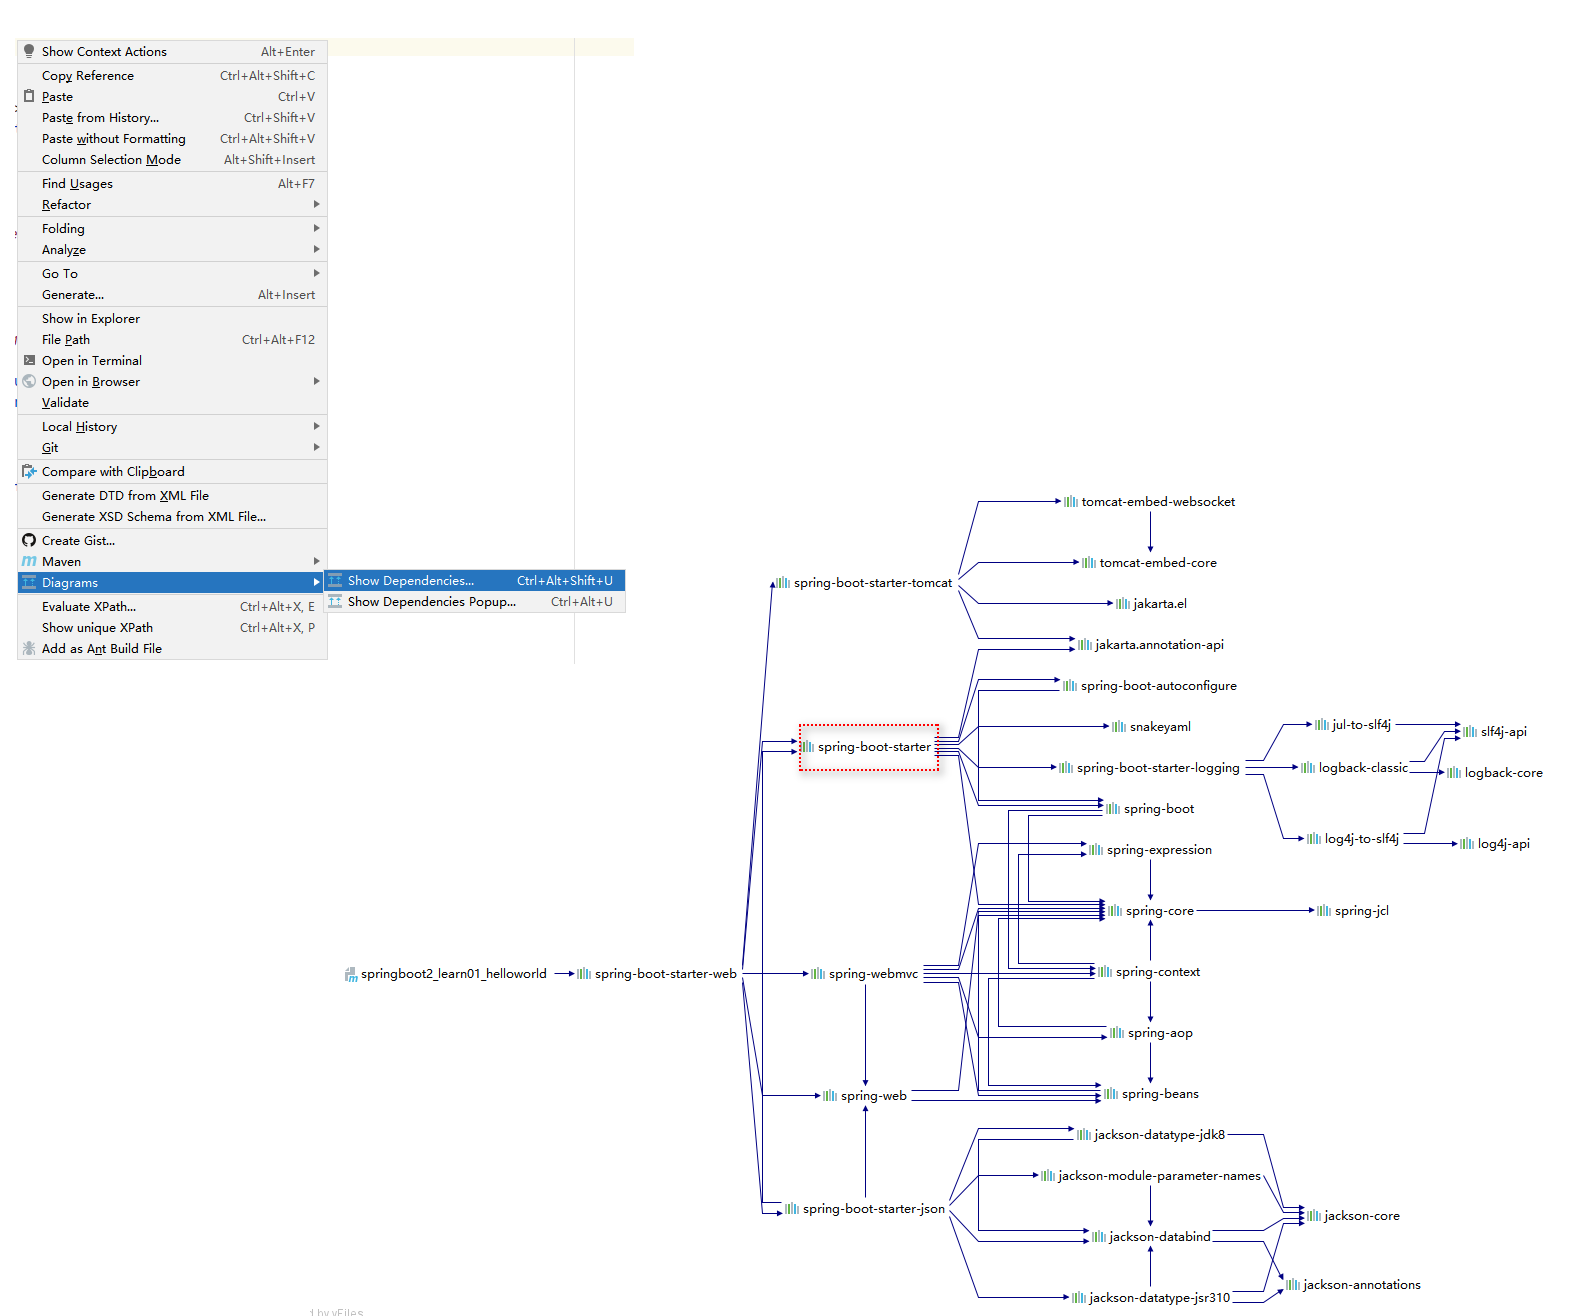 Show Context Actions Alt+Enter
Copy Reference Ctrl+Alt+Shift+C
Paste Ctrl+V
Paste from History... Ctrl+Shift+V
Paste without Formatting Ctrl+Alt+Shift+V
Column Selection Mode Alt+Shift+Insert
Find Usages Alt+F7
Refactor
Folding
Analyze
Go To
Generate... Alt+Insert
Show in Explorer
File Path Ctrl+Alt+F12
Open in Terminal
Open in Browser
Validate
Local History
Git
Compare with Clipboard
Generate DTD from XML File
Generate XSD Schema from XML File...
Create Gist...
Maven
Diagrams
Show Dependencies... Ctrl+Alt+Shift+U
Show Dependencies Popup... Ctrl+Alt+U
Evaluate XPath... Ctrl+Alt+X, E
Show unique XPath Ctrl+Alt+X, P
Add as Ant Build File
tomcat-embed-websocket
tomcat-embed-core
spring-boot-starter-tomcat
jakarta.el
jakarta.annotation-api
spring-boot-autoconfigure
snakeyaml
jul-to-slf4j
slf4j-api
spring-boot-starter
spring-boot-starter-logging
logback-classic
logback-core
spring-boot
log4j-to-slf4j
log4j-api
spring-expression
spring-core
spring-jcl
springboot2_learn01_helloworld
spring-boot-starter-web
spring-webmvc
spring-context
spring-aop
spring-web
spring-beans
jackson-datatype-jdk8
jackson-module-parameter-names
spring-boot-starter-json
jackson-core
jackson-databind
jackson-annotations
jackson-datatype-jsr310